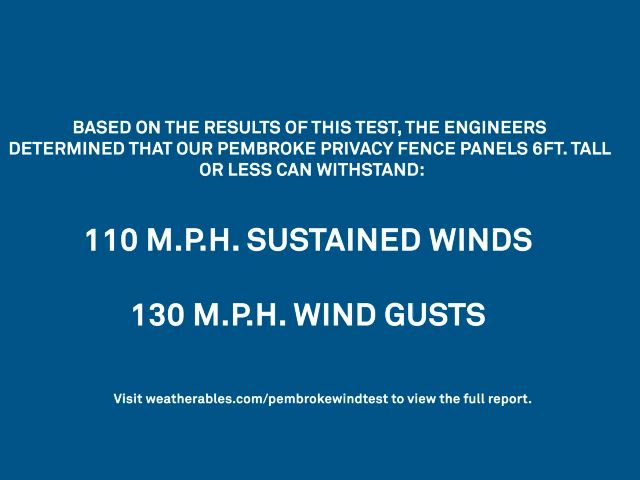 BASED ON THE RESULTS OF THIS TEST, THE ENGINEERS
DETERMINED THAT OUR PEMBROKE PRIVACY FENCE PANELS 6FT. TALL
OR LESS CAN WITHSTAND:
110 M.P.H. SUSTAINED WINDS
130 M.P.H. WIND GUSTS
Visit weatherables.com/pembrokewindtest to view the full report.